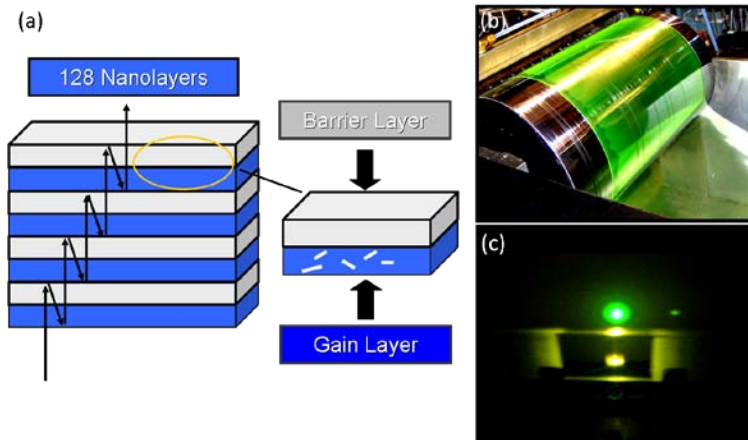 (a)
128 Nanolayers
Barrier Layer
Gain Layer
(b)
(c)